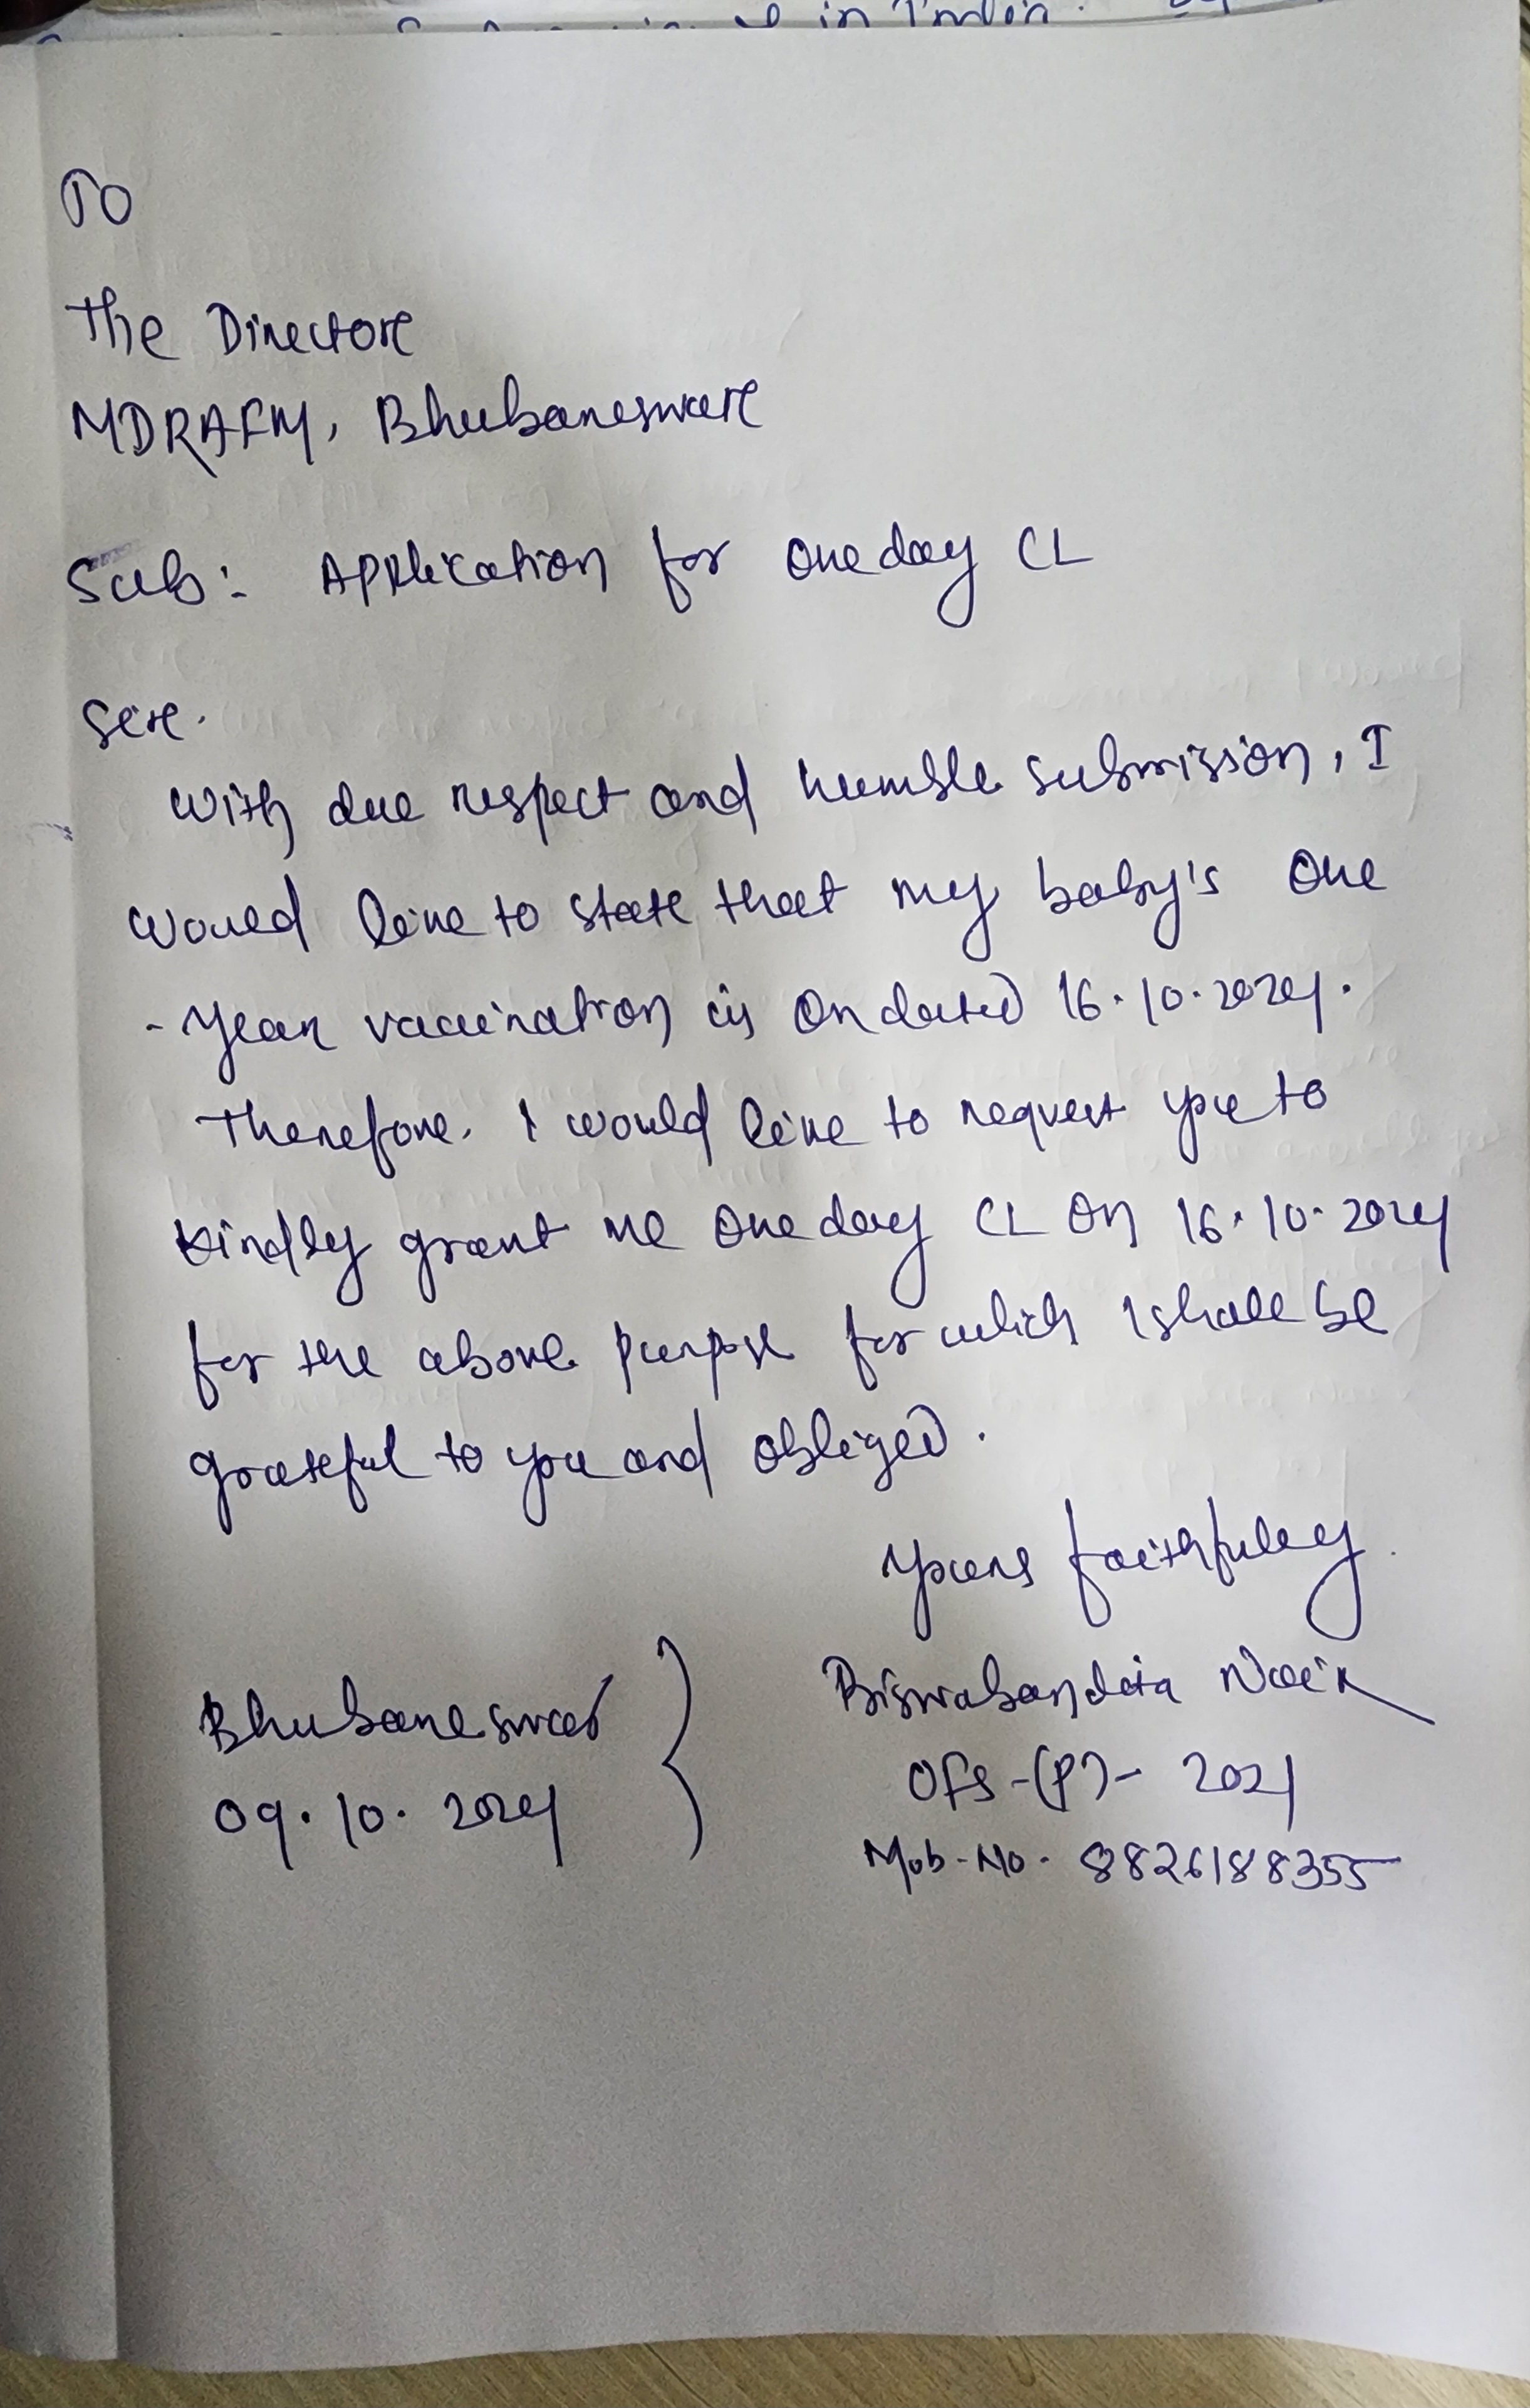 in India.
To
The Director
MDRAFM, Bhubaneswar
Sub: Application for one day CL
Sir.
With due respect and humble submission, I
would like to state that my baby's one
- year vaccination is on dated 16.10.2024.
Therefore. I would like to request you to
kindly grant me one day CL on 16.10.2024
for the above purpose for which I shall be
grateful to you and obliged.
Yours faithfully
Biswabandita Naik
OFS-(P)- 2021
Mob-No. 8826188355
Bhubaneswar
09.10.2024